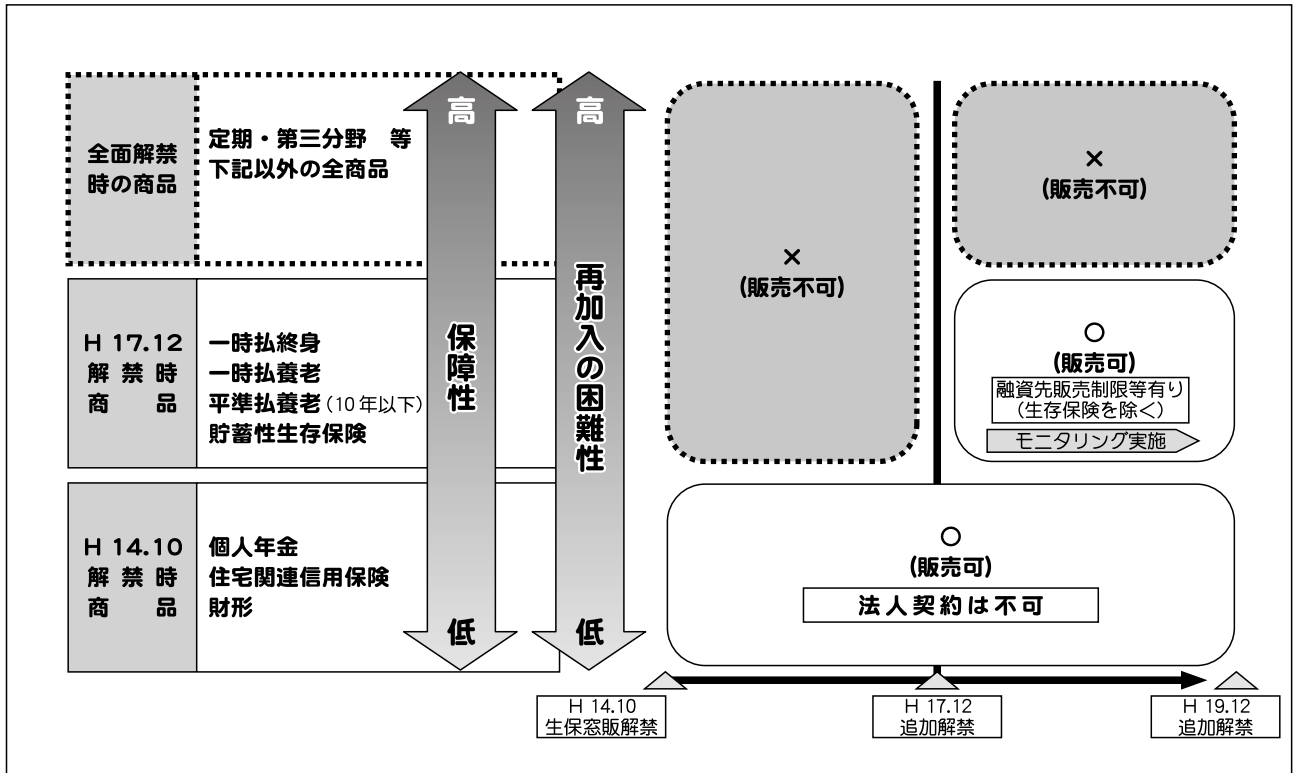 全面解禁
時の商品
定期・第三分野　等
下記以外の全商品
H 17.12
解禁時
商品
一時払終身
一時払養老
平準払養老（10年以下）
貯蓄性生存保険
H 14.10
解禁時
商品
個人年金
住宅関連信用保険
財形
高
保障性
低
高
再加入の困難性
低
×
(販売不可)
×
(販売不可)
○
(販売可)
融資先販売制限等有り
（生存保険を除く）
モニタリング実施
○
(販売可)
法人契約は不可
H 14.10
生保窓販解禁
H 17.12
追加解禁
H 19.12
追加解禁